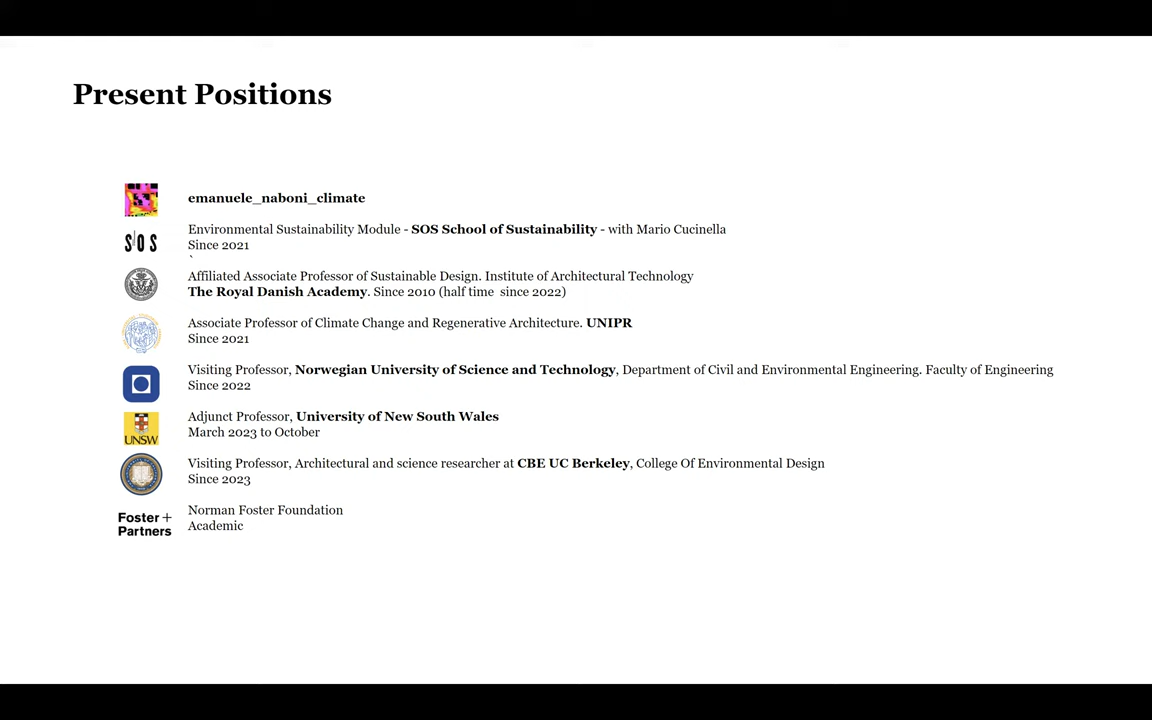 Present Positions
emanuele_naboni_climate
Environmental Sustainability Module - SOS School of Sustainability - with Mario Cucinella
Since 2021
`
S/OS
Affiliated Associate Professor of Sustainable Design. Institute of Architectural Technology
The Royal Danish Academy. Since 2010 (half time  since 2022)
Associate Professor of Climate Change and Regenerative Architecture. UNIPR
Since 2021
Visiting Professor, Norwegian University of Science and Technology, Department of Civil and Environmental Engineering. Faculty of Engineering
Since 2022
Adjunct Professor, University of New South Wales
March 2023 to October
UNSW
Visiting Professor, Architectural and science researcher at CBE UC Berkeley, College Of Environmental Design
Since 2023
Norman Foster Foundation
Academic
Foster +
Partners